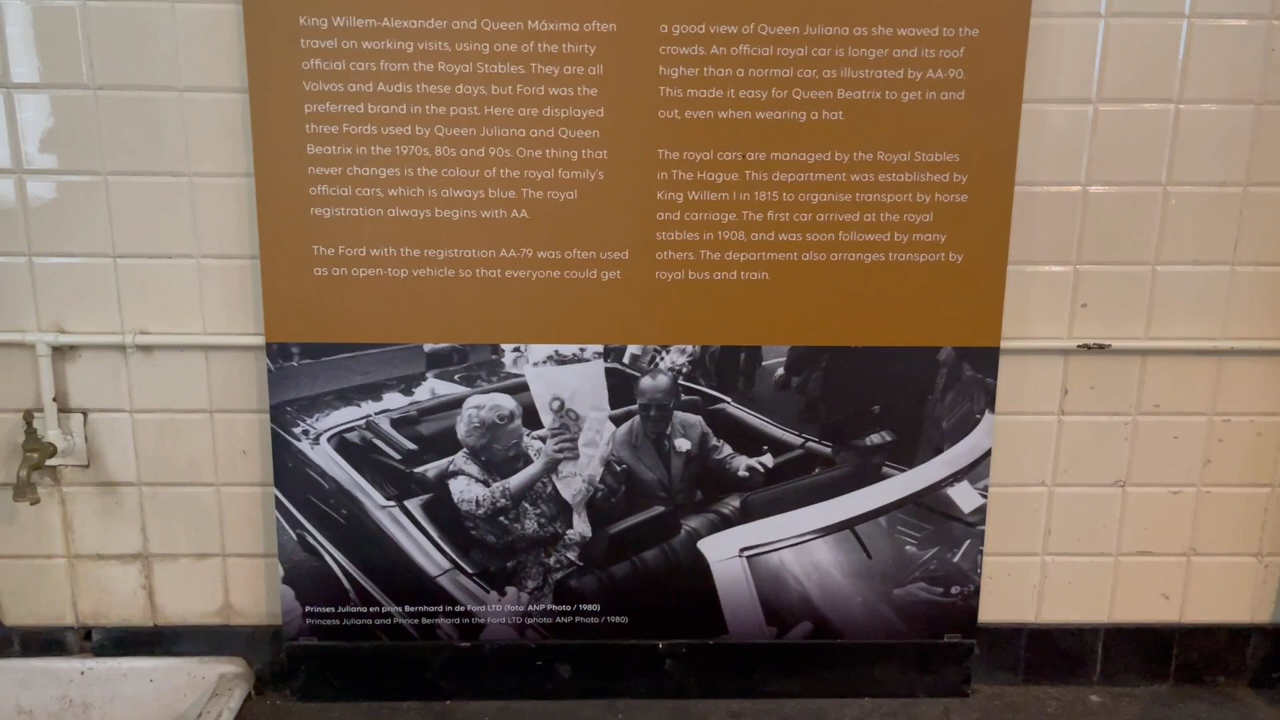 King Willem-Alexander and Queen Máxima often
travel on working visits, using one of the thirty
official cars from the Royal Stables. They are all
Volvos and Audis these days, but Ford was the
preferred brand in the past. Here are displayed
three Fords used by Queen Juliana and Queen
Beatrix in the 1970s, 80s and 90s. One thing that
never changes is the colour of the royal family's
official cars, which is always blue. The royal
registration always begins with AA.
The Ford with the registration AA-79 was often used
as an open-top vehicle so that everyone could get
a good view of Queen Juliana as she waved to the
crowds. An official royal car is longer and its roof
higher than a normal car, as illustrated by AA-90.
This made it easy for Queen Beatrix to get in and
out, even when wearing a hat.
The royal cars are managed by the Royal Stables
in The Hague. This department was established by
King Willem I in 1815 to organise transport by horse
and carriage. The first car arrived at the royal
stables in 1908, and was soon followed by many
others. The department also arranges transport by
royal bus and train.
Prinses Juliana en prins Bernhard in de Ford LTD (foto: ANP Photo / 1980)
Princess Juliana and Prince Bernhard in the Ford LTD (photo: ANP Photo / 1980)